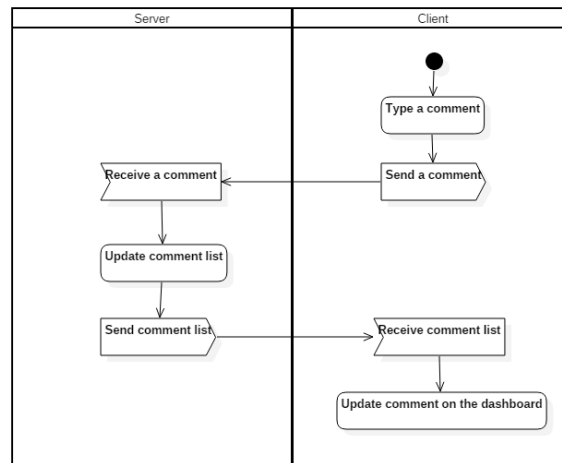 Server
Client
Type a comment
Receive a comment
Send a comment
Update comment list
Send comment list
Receive comment list
Update comment on the dashboard